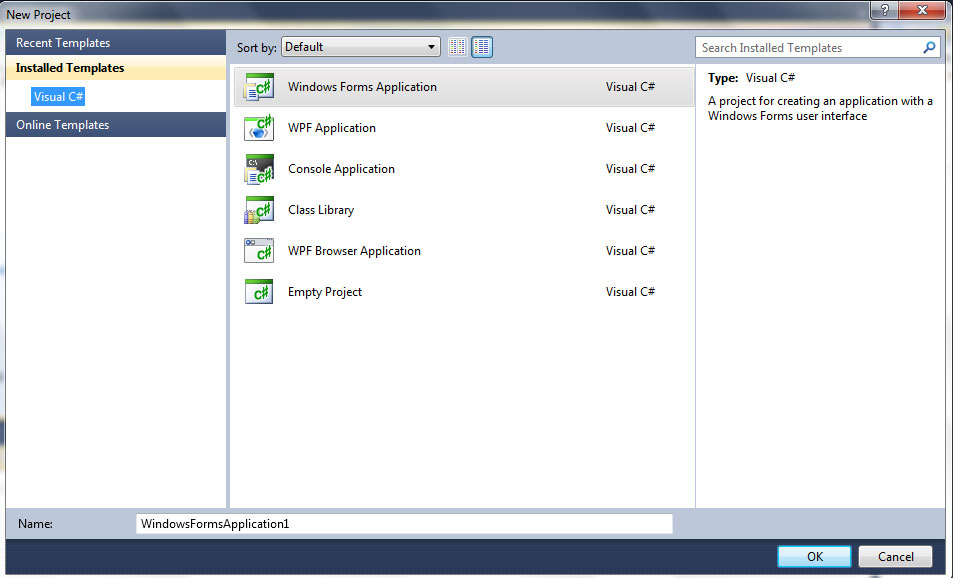 New Project
Recent Templates
Installed Templates
Visual C#
Online Templates
Sort by: Default
Search Installed Templates
Windows Forms Application Visual C#
WPF Application Visual C#
Console Application Visual C#
Class Library Visual C#
WPF Browser Application Visual C#
Empty Project Visual C#
Type: Visual C#
A project for creating an application with a
Windows Forms user interface
Name: WindowsFormsApplication1
OK Cancel